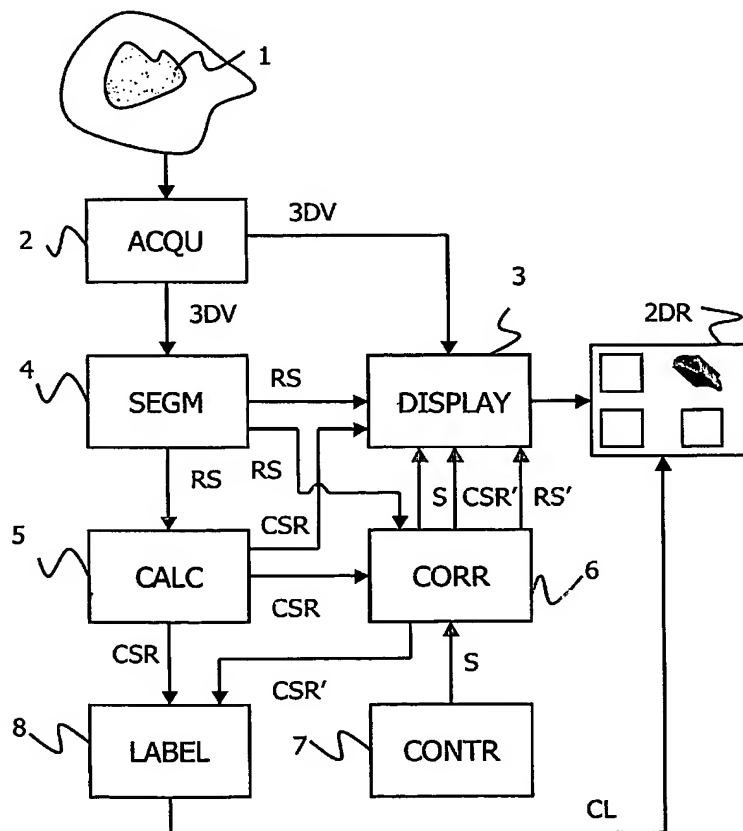 1
3DV
2
ACQU
3
2DR
3DV
4
RS
SEGM
DISPLAY
RS
RS
S
CSR'
RS'
5
CSR
CALC
CORR
6
CSR
CSR
S
CSR'
8
7
LABEL
CONTR
CL